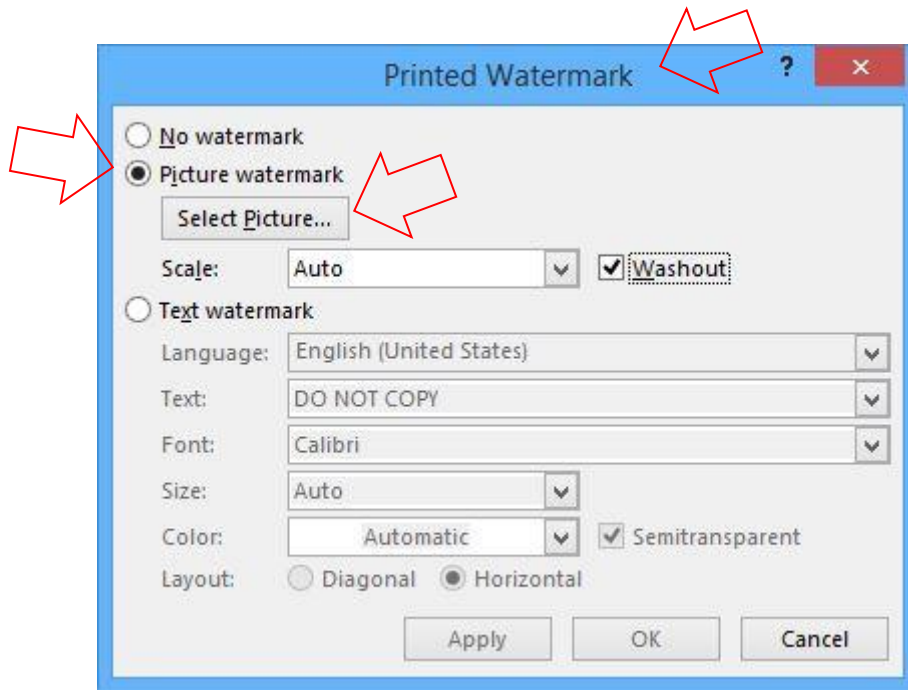 Printed Watermark ?
No watermark
Picture watermark
Select Picture...
Scale: Auto Washout
Text watermark
Language: English (United States)
Text: DO NOT COPY
Font: Calibri
Size: Auto
Color: Automatic Semitransparent
Layout: Diagonal Horizontal
Apply OK Cancel